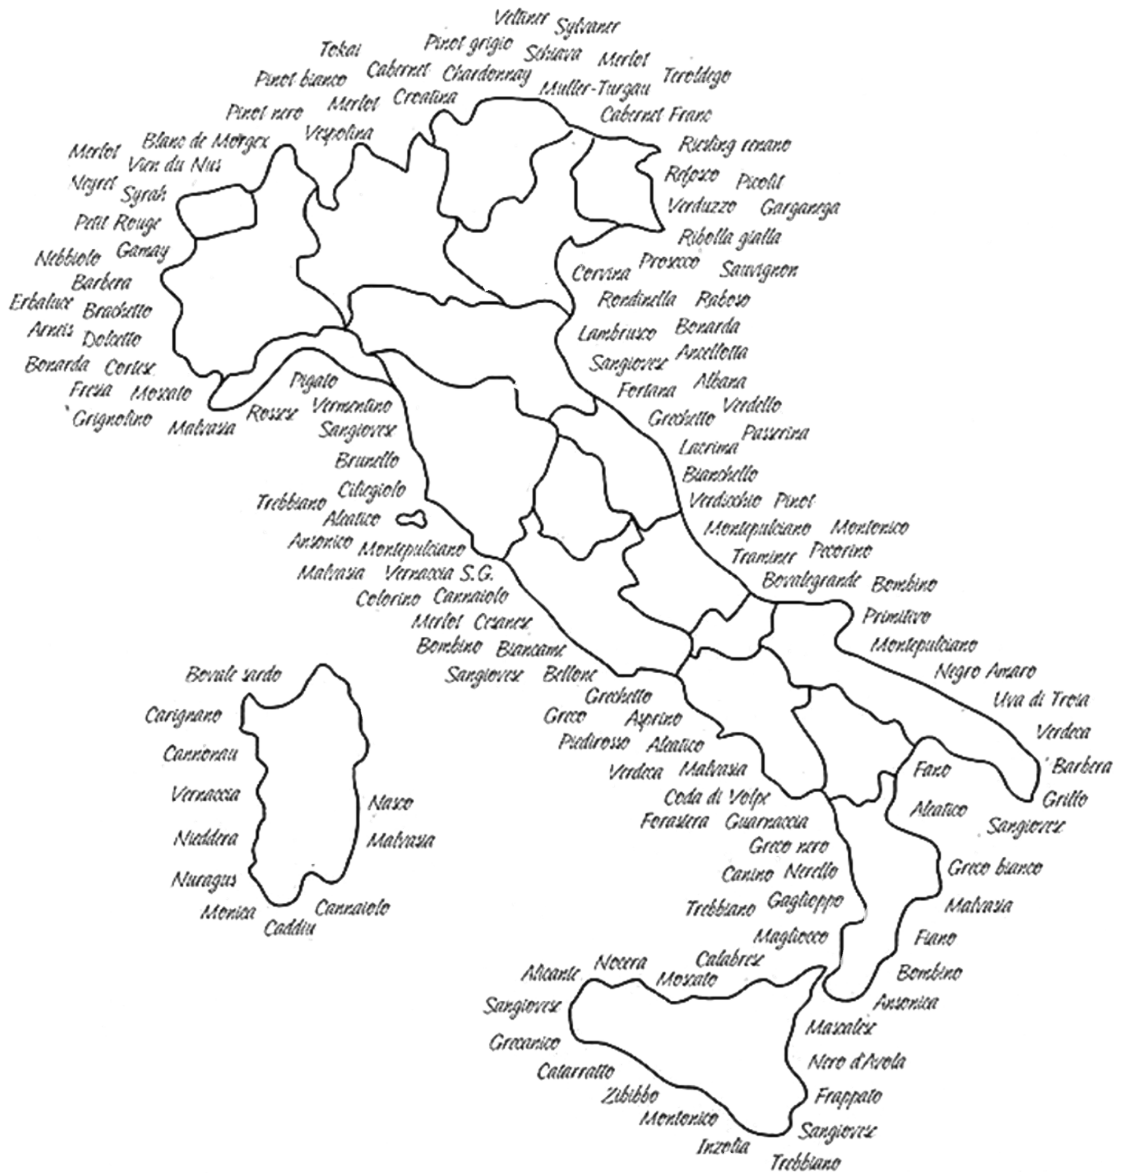 Veltiner Sylvaner
Tokai Pinot grigio Schiava Merlot
Pinot bianco Cabernet Chardonnay Muller-Turgau Teroldego
Pinot nero Merlot Croatina Cabernet Franc
Blanc de Morgex Vespolina
Merlot Vien du Nus Riesling renano
Neyret Syrah Refosco Picolit
Petit Rouge Verduzzo Garganega
Nebbiolo Gamay Ribolla gialla
Barbera Corvina Prosecco Sauvignon
Erbaluce Brachetto Rondinella Raboso
Arneis Dolcetto Lambrusco Bonarda
Bonarda Cortese Sangiovese Ancellotta
Fresia Moscato Pigato Fortana Albana
Grignolino Malvasia Rossese Vermentino Grechetto Verdello
Sangiovese Lacrima Passerina
Brunello Bianchello
Trebbiano Ciliegiolo Verdicchio Pinot
Aleatico Montepulciano Montonico
Ansonico Montepulciano Traminer Pecorino
Malvasia Vernaccia S.G. Bovalegrande Bombino
Colorino Cannaiolo Primitivo
Merlot Cesanese Montepulciano
Bombino Biancame Negro Amaro
Sangiovese Bellone Uva di Troia
Grechetto Verdeca
Greco Asprino Barbera
Piedirosso Aleatico Grillo
Verdeca Malvasia Fano
Coda di Volpe Aleatico Sangiovese
Forastera Guarnaccia
Greco nero Greco bianco
Canino Nerello Malvasia
Trebbiano Gaglioppo Fiano
Magliocco Bombino
Calabrese Ansonica
Bovale sardo
Carignano
Cannonau
Vernaccia Nasco
Nieddera Malvasia
Nuragus
Monica Caddiu Cannaiolo
Alicante Nocera Moscato
Sangiovese Mascalese
Grecanico Nero d'Avola
Catarratto Frappato
Zibibbo
Montonico Sangiovese
Inzolia Trebbiano